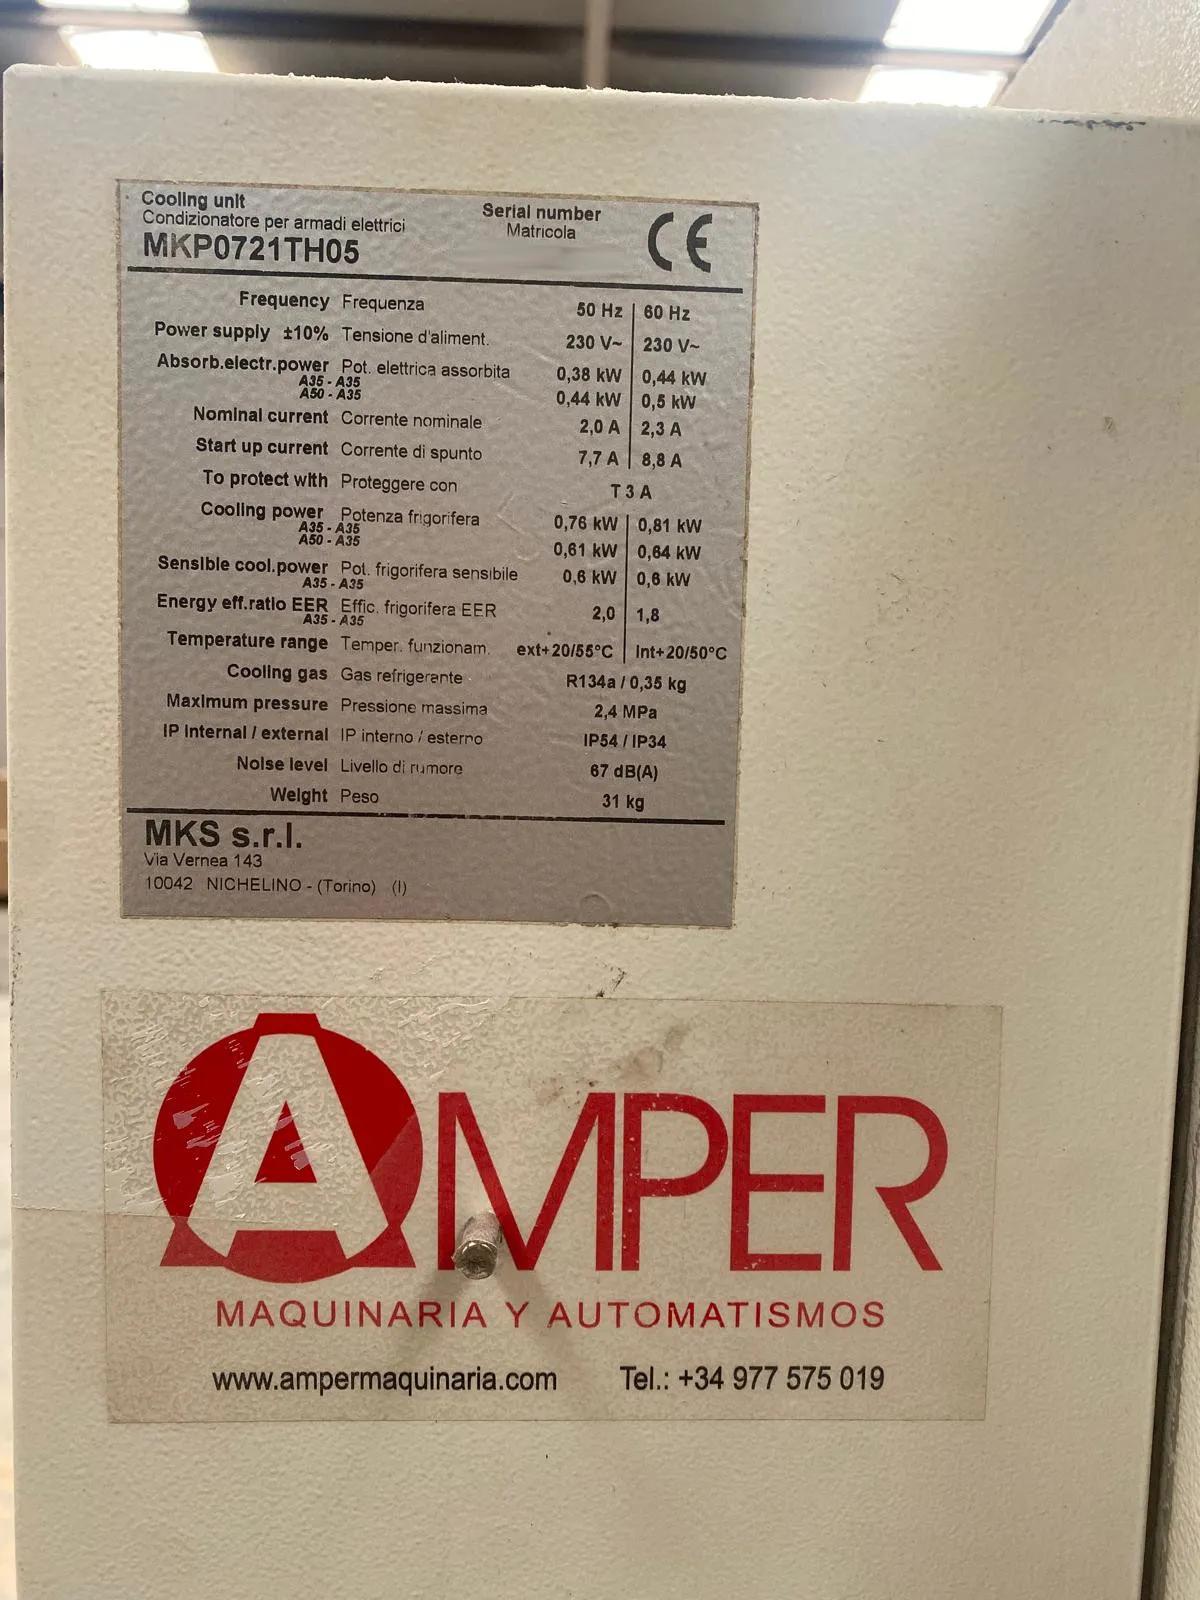 Cooling unit
Condizionatore per armadi elettrici
MKP0721TH05
Serial number
Matricola
CE
Frequency Frequenza 50 Hz 60 Hz
Power supply ±10% Tensione d'aliment. 230 V~ 230 V~
Absorb.electr.power Pot. elettrica assorbita
A35 - A35 0,38 kW 0,44 kW
A50 - A35 0,44 kW 0,5 kW
Nominal current Corrente nominale 2,0 A 2,3 A
Start up current Corrente di spunto 7,7 A 8,8 A
To protect with Proteggere con T 3 A
Cooling power Potenza frigorifera
A35 - A35 0,76 kW 0,81 kW
A50 - A35 0,61 kW 0,64 kW
Sensible cool.power Pot. frigorifera sensibile 0,6 kW 0,6 kW
A35 - A35
Energy eff.ratio EER Effic. frigorifera EER 2,0 1,8
A35 - A35
Temperature range Temper. funzionam. ext+20/55°C Int+20/50°C
Cooling gas Gas refrigerante R134a / 0,35 kg
Maximum pressure Pressione massima 2,4 MPa
IP Internal / external IP interno / esterno IP54 / IP34
Noise level Livello di rumore 67 dB(A)
Weight Peso 31 kg
MKS s.r.l.
Via Vernea 143
10042 NICHELINO - (Torino) (I)
AMPER
MAQUINARIA Y AUTOMATISMOS
www.ampermaquinaria.com Tel.: +34 977 575 019